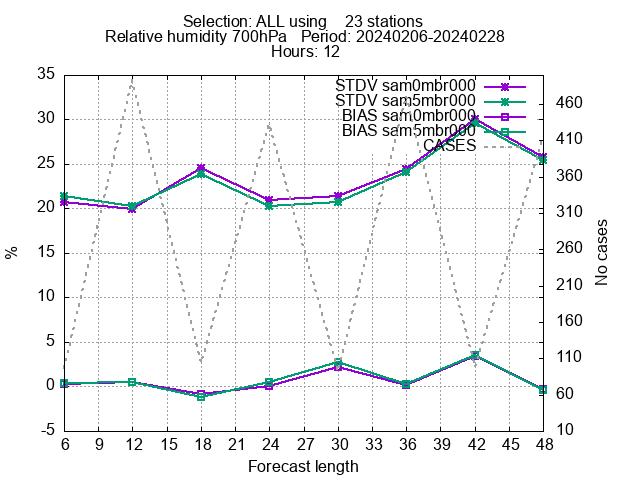 Selection: ALL using    23 stations
Relative humidity 700hPa   Period: 20240206-20240228
Hours: 12
STDV sam0mbr000
STDV sam5mbr000
BIAS sam0mbr000
BIAS sam5mbr000
CASES
35
30
25
20
15
10
5
0
-5
%
460
410
360
310
260
210
160
110
60
10
No cases
6 9 12 15 18 21 24 27 30 33 36 39 42 45 48
Forecast length